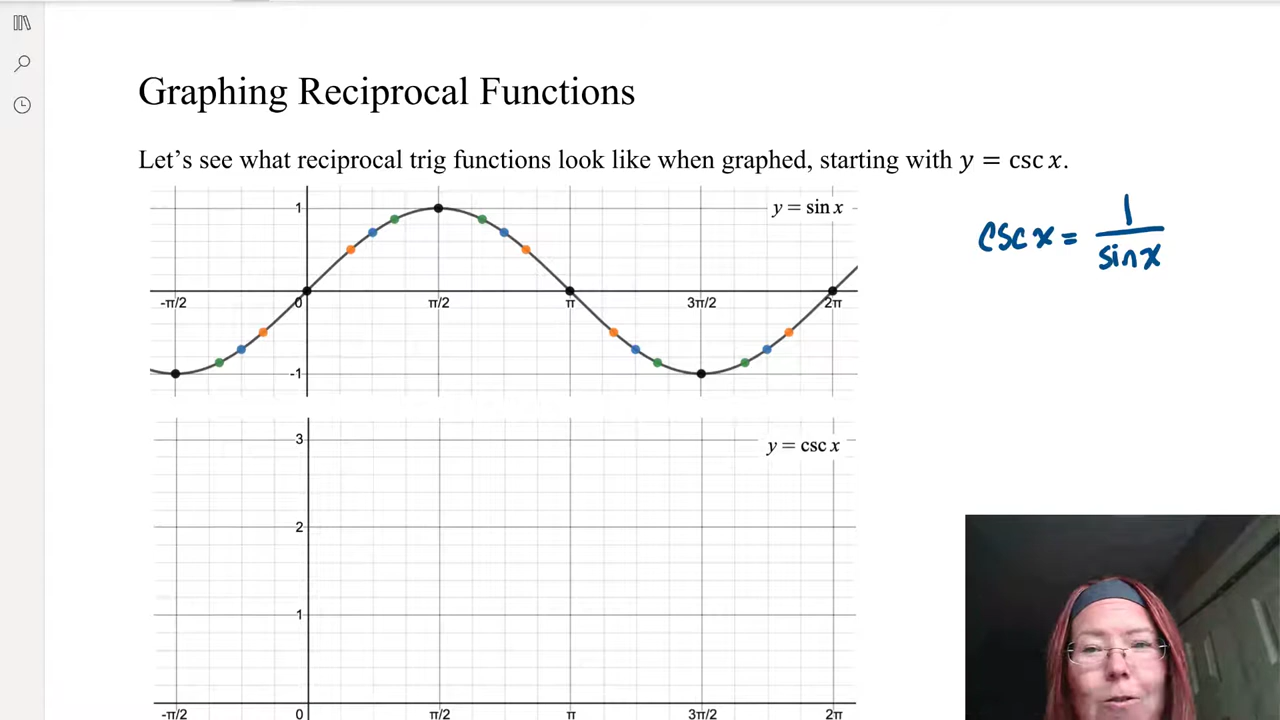 Graphing Reciprocal Functions
Let's see what reciprocal trig functions look like when graphed, starting with y = csc x.
1
y = sin x
csc x = 1/sin x
-π/2 0 π/2 π 3π/2 2π
-1
3
y = csc x
2
1
-π/2 0 π/2 π 3π/2 2π